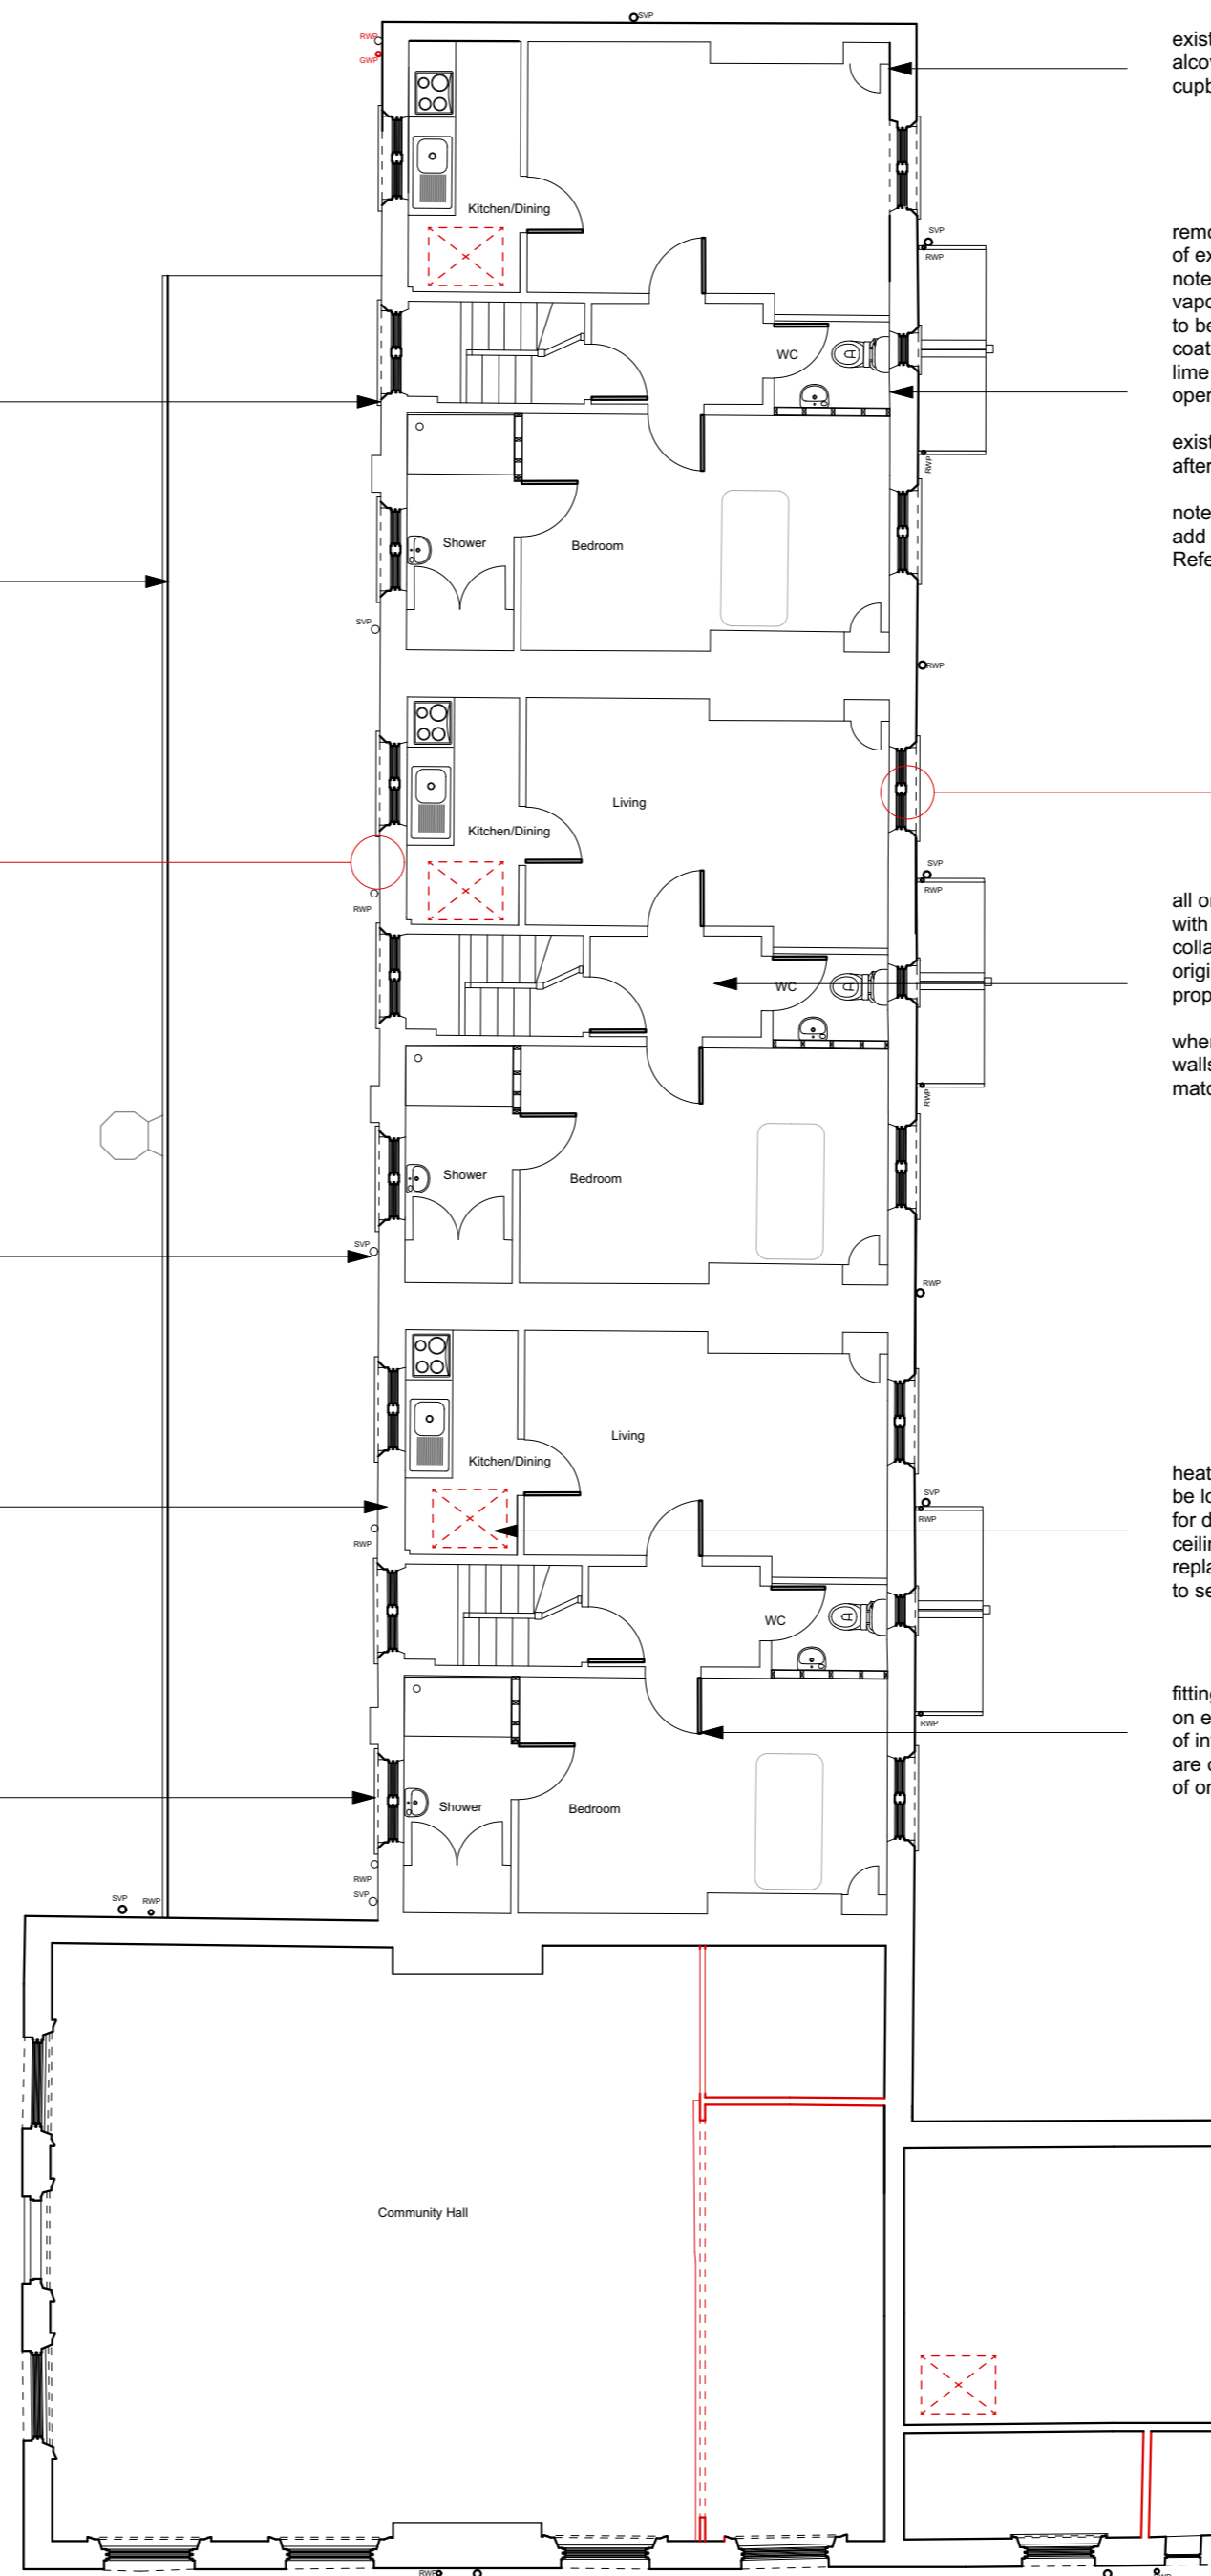 SVP
RWP
GWP
exist
alcov
cupb
Kitchen/Dining
remo
of ex
note
vapo
to be
coat
lime
oper
SVP
RWP
WC
exist
after
RWP
note
add
Refe
Shower
Bedroom
SVP
RWP
Living
Kitchen/Dining
SVP
RWP
RWP
all or
with
colla
origi
prop
WC
wher
walls
matc
RWP
Shower
Bedroom
SVP
RWP
Living
Kitchen/Dining
heat
be lo
for d
ceilin
repla
to se
SVP
RWP
RWP
WC
fitting
on e
of in
are o
of or
RWP
Shower
Bedroom
RWP
SVP
SVP
RWP
Community Hall
RWP